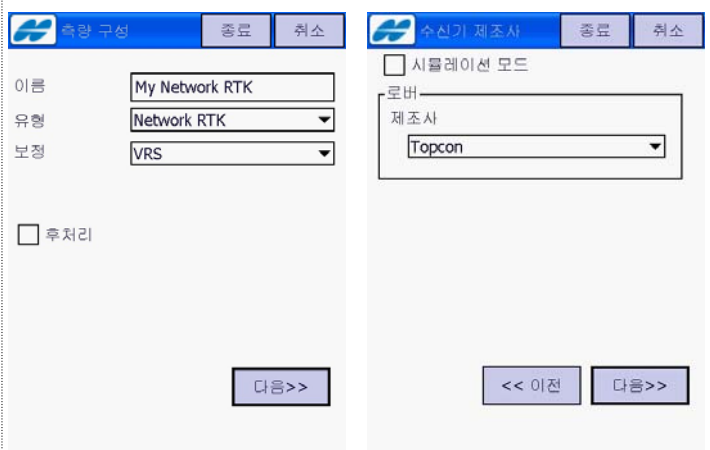 측량 구성 종료 취소
이름 My Network RTK
유형 Network RTK
보정 VRS
후처리
다음>>
수신기 제조사 종료 취소
시뮬레이션 모드
로버
제조사
Topcon
<< 이전 다음>>